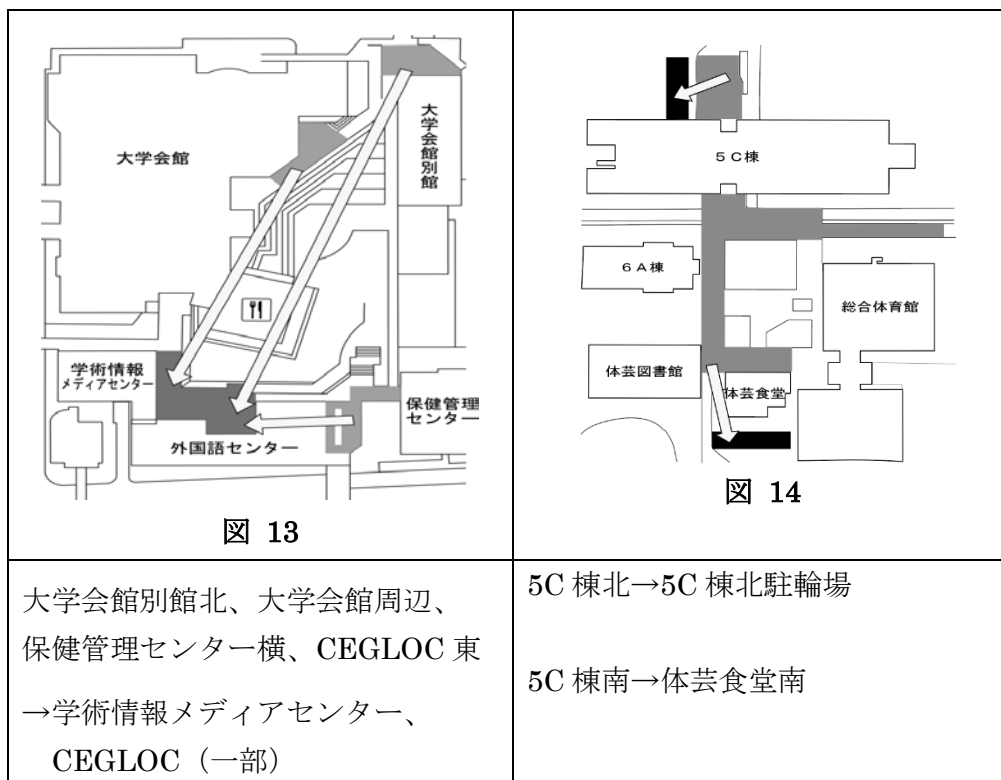 大学会館
大学会館別館
学術情報
メディアセンター
外国語センター
保健管理
センター
図 13
5C棟
6A棟
総合体育館
体芸図書館
体芸食堂
図 14
大学会館別館北、大学会館周辺、
保健管理センター横、CEGLOC 東
→学術情報メディアセンター、
CEGLOC（一部）
5C 棟北→5C 棟北駐輪場
5C 棟南→体芸食堂南